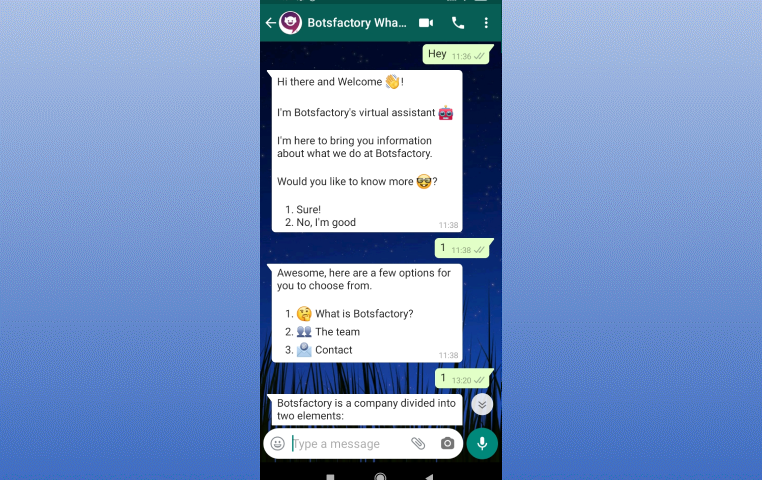 Botsfactory Wha...
Hey 11:36
Hi there and Welcome 👋!
I'm Botsfactory's virtual assistant 🤖
I'm here to bring you information
about what we do at Botsfactory.
Would you like to know more 🤓?
1. Sure!
2. No, I'm good
11:38
1 11:38
Awesome, here are a few options for
you to choose from.
1. 🤔 What is Botsfactory?
2. 👥 The team
3. 📨 Contact
11:38
1 13:20
Botsfactory is a company divided into
two elements:
Type a message